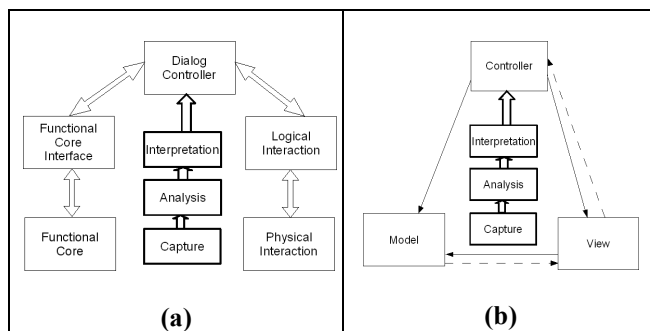 Dialog
Controller
Functional
Core
Interface
Interpretation
Logical
Interaction
Analysis
Functional
Core
Capture
Physical
Interaction
(a)
Controller
Interpretation
Analysis
Capture
Model
View
(b)